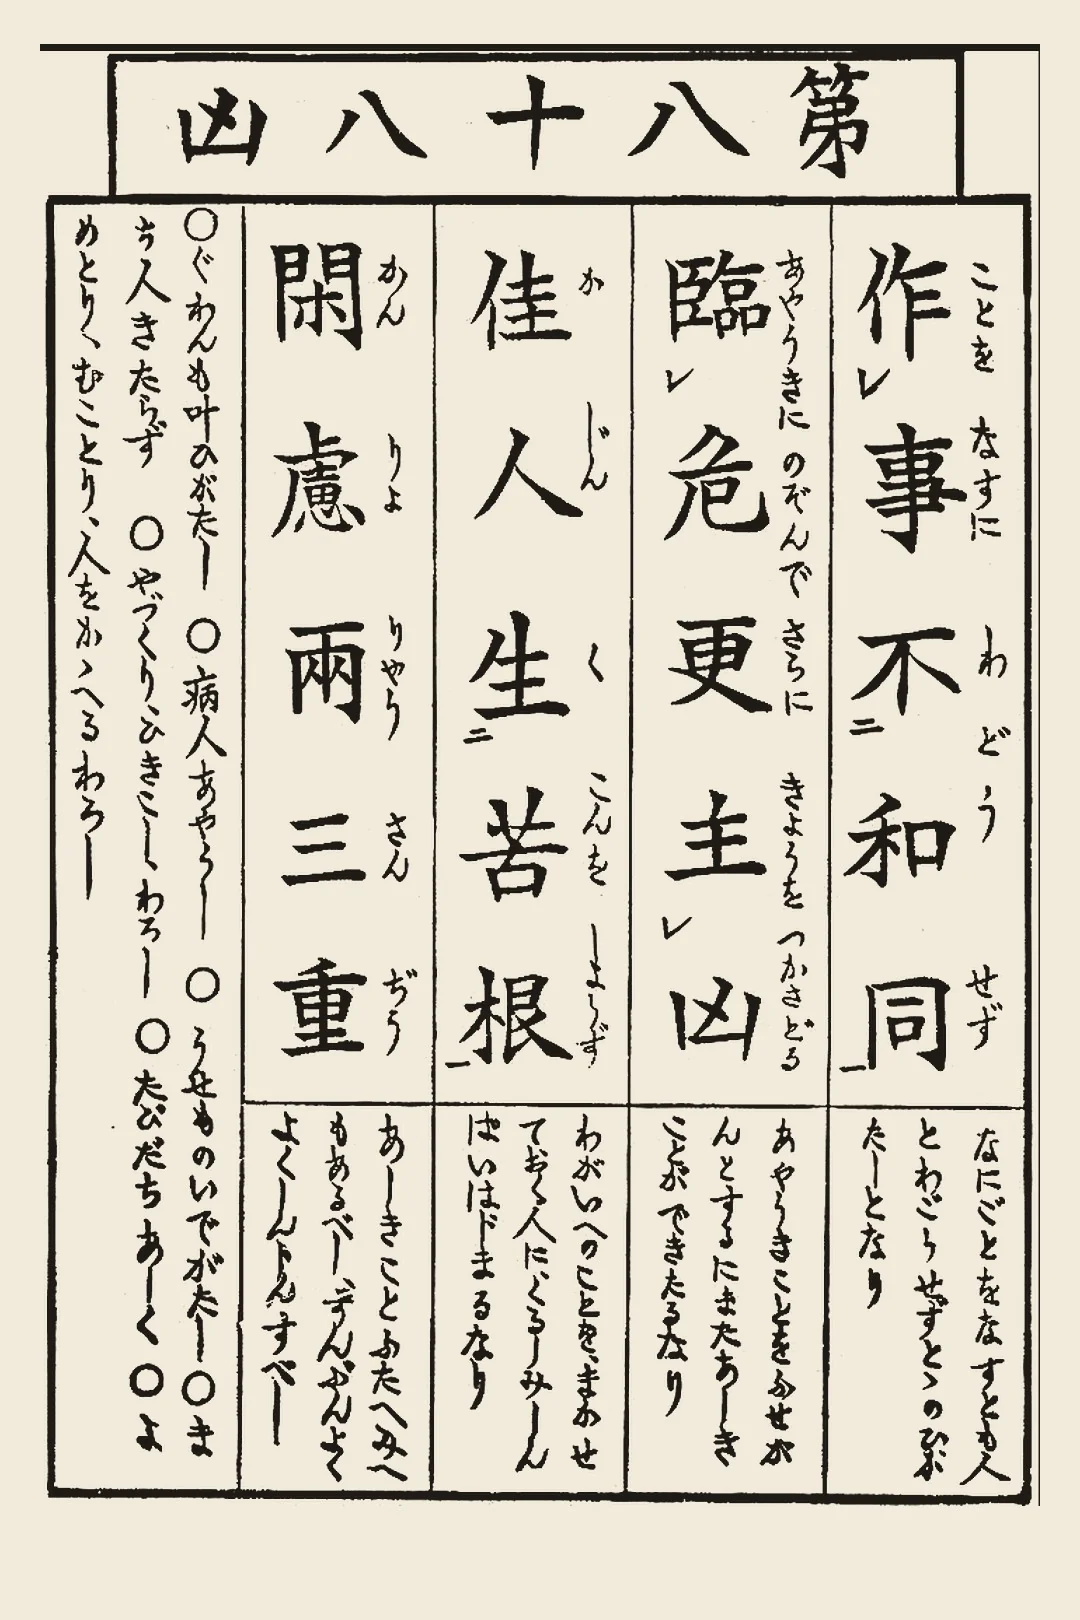 第八十八凶
作事不和同
ことを なすに わどう せず
臨危更主凶
あやうきに のぞんで さらに きようを つかさどる
佳人生苦根
かじん く こんを しまらず
閑慮兩三重
かん りよ りやう さん ぢう
なにごとをなすとも人
とわごうせずとゝのひが
たしとなり
あやうきことをふせが
んとするにまたあしき
ことができたるなり
わがいへのことを、まかせ
ておく人に、くるしみしん
ぱいはじまるなり
あしきことふたへみへ
もあるべし、ずんぶんよく
よくしんじんすべし
○ぐわんも叶ひがたし ○病人あやうし ○うせものいでがたし ○ま
ち人きたらず ○やづくり、ひきこし、わろし ○たびだちあしく ○よ
めとり、むことり、人をかゝへるわろし